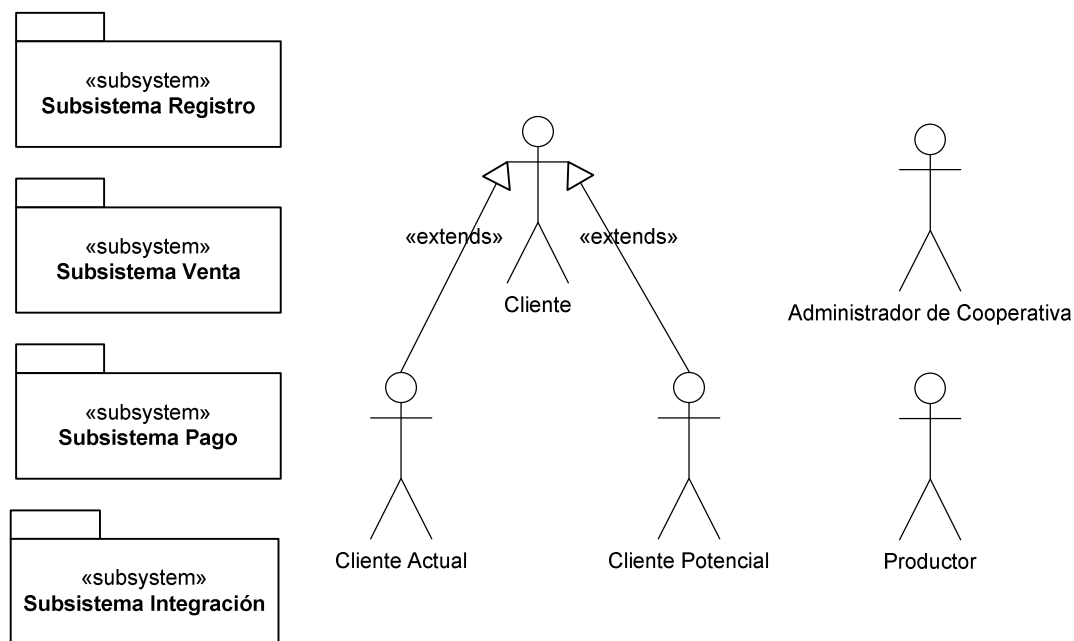 «subsystem»
Subsistema Registro
«subsystem»
Subsistema Venta
«subsystem»
Subsistema Pago
«subsystem»
Subsistema Integración
«extends»
«extends»
Cliente
Cliente Actual
Cliente Potencial
Administrador de Cooperativa
Productor